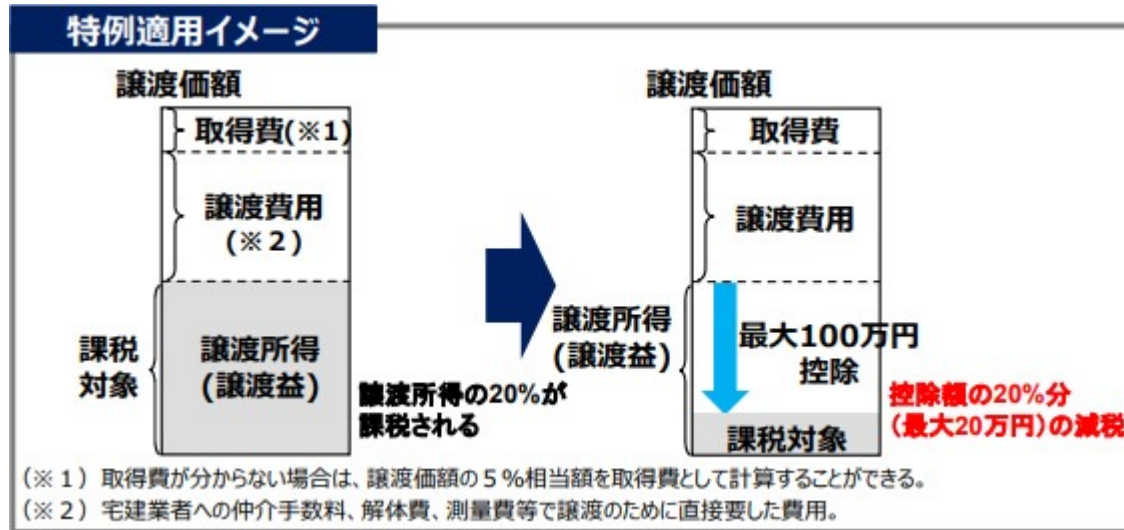 特例適用イメージ
譲渡価額
取得費(※1)
譲渡費用
(※２)
課税
対象
譲渡所得
(譲渡益)
譲渡所得の20%が
課税される
譲渡価額
取得費
譲渡費用
譲渡所得
(譲渡益)
最大100万円
控除
課税対象
控除額の20%分
（最大20万円）の減税
(※１) 取得費が分からない場合は、譲渡価額の５%相当額を取得費として計算することができる。
(※２) 宅建業者への仲介手数料、解体費、測量費等で譲渡のために直接要した費用。